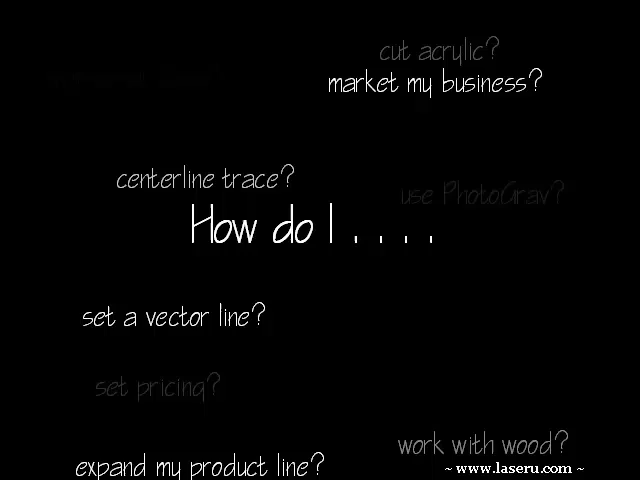 cut acrylic?
market my business?
centerline trace?
use PhotoGrav?
How do I . . . .
set a vector line?
set pricing?
work with wood?
expand my product line?
~ www.laseru.com ~